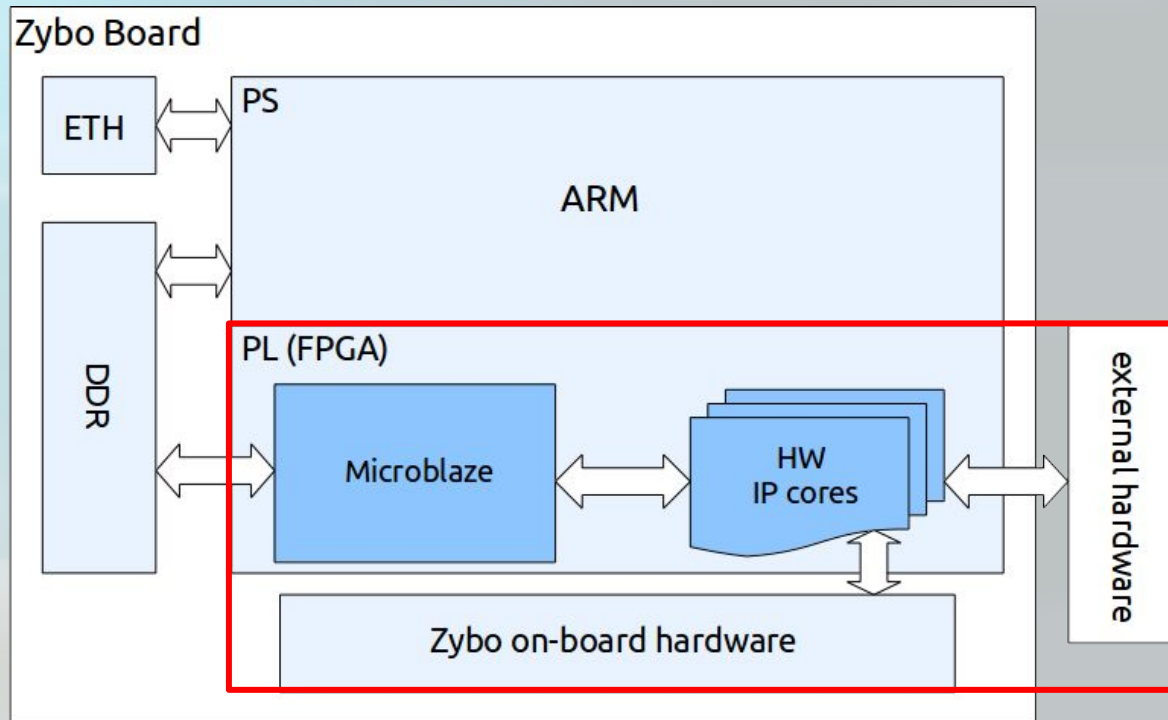 Zybo Board
ETH
PS
ARM
DDR
PL (FPGA)
Microblaze
HW
IP cores
external hardware
Zybo on-board hardware